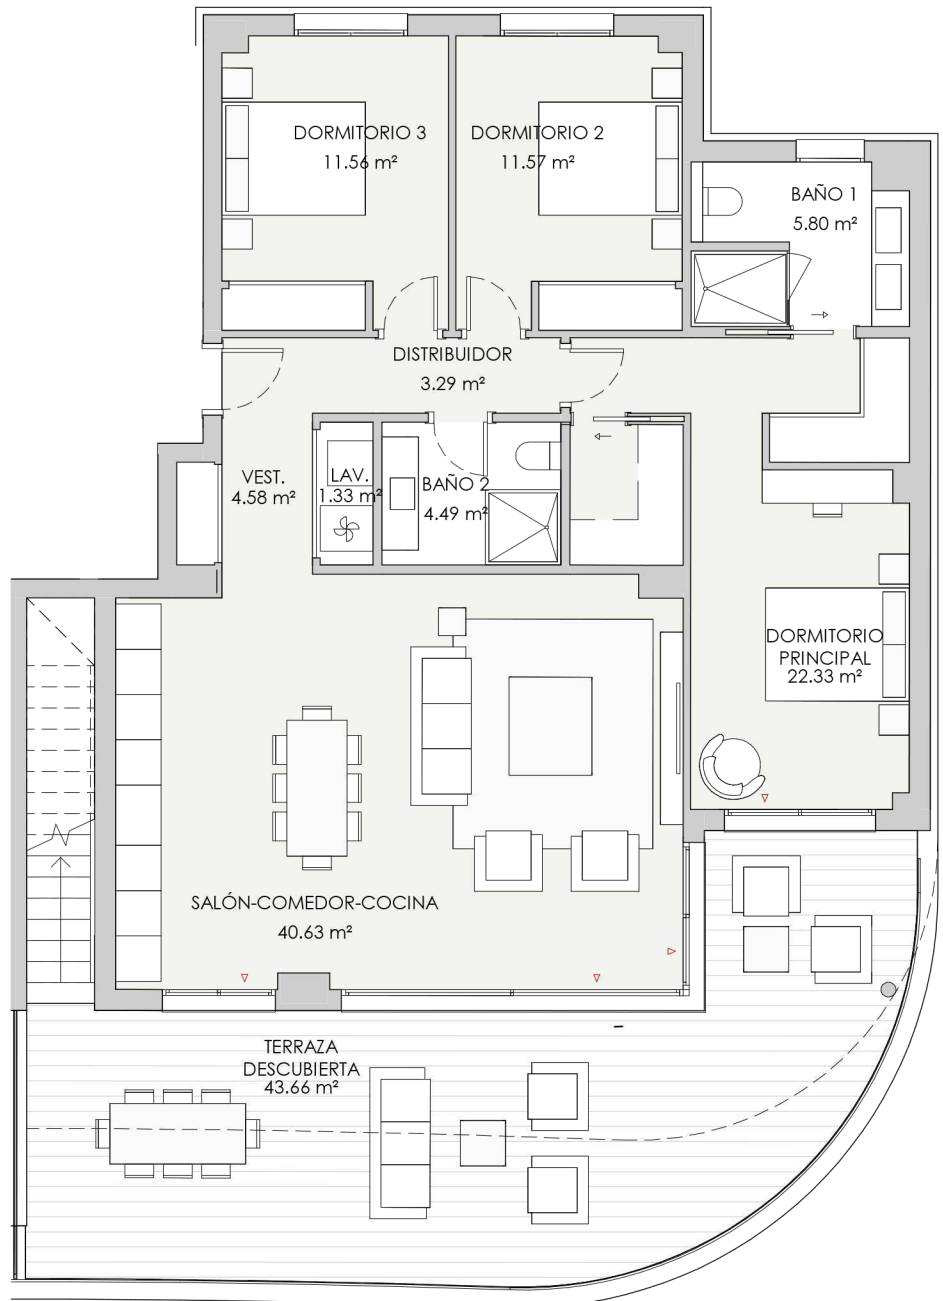 DORMITORIO 3
11.56 m²
DORMITORIO 2
11.57 m²
BAÑO 1
5.80 m²
DISTRIBUIDOR
3.29 m²
VEST.
4.58 m²
LAV.
1.33 m²
BAÑO 2
4.49 m²
DORMITORIO
PRINCIPAL
22.33 m²
SALÓN-COMEDOR-COCINA
40.63 m²
TERRAZA
DESCUBIERTA
43.66 m²